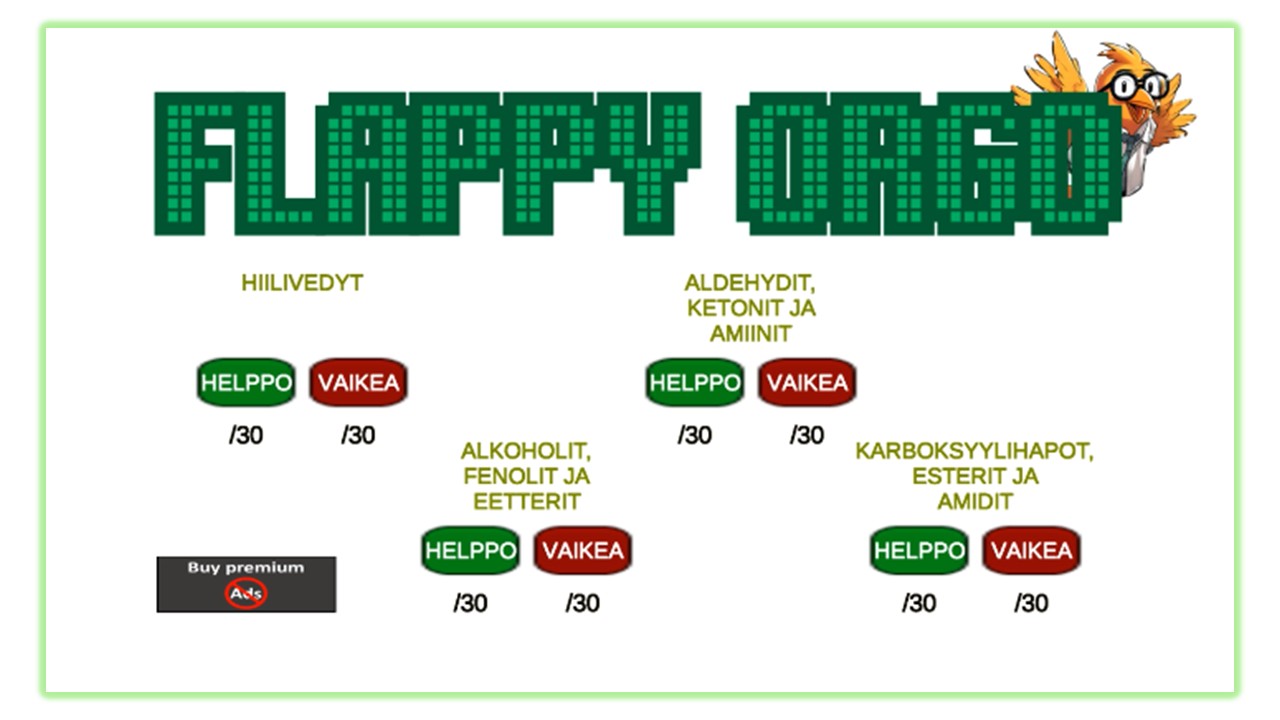 FLAPPY ORGO
HIILIVEDYT
HELPPO VAIKEA
/30 /30
ALDEHYDIT,
KETONIT JA
AMIINIT
HELPPO VAIKEA
/30 /30
ALKOHOLIT,
FENOLIT JA
EETTERIT
HELPPO VAIKEA
/30 /30
KARBOKSYYLIHAPOT,
ESTERIT JA
AMIDIT
HELPPO VAIKEA
/30 /30
Buy premium
Ads